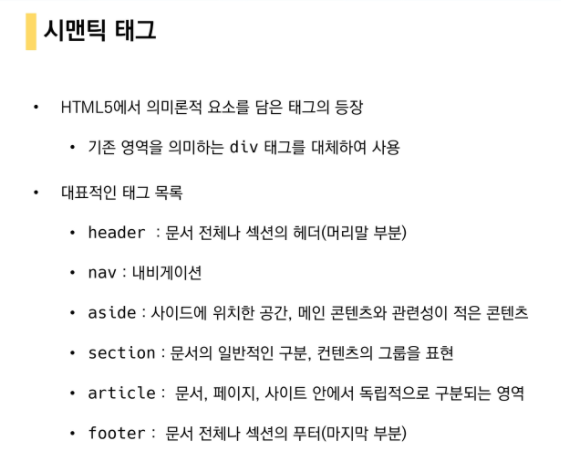 시맨틱 태그
• HTML5에서 의미론적 요소를 담은 태그의 등장
• 기존 영역을 의미하는 div 태그를 대체하여 사용
• 대표적인 태그 목록
• header : 문서 전체나 섹션의 헤더(머리말 부분)
• nav : 내비게이션
• aside : 사이드에 위치한 공간, 메인 콘텐츠와 관련성이 적은 콘텐츠
• section : 문서의 일반적인 구분, 컨텐츠의 그룹을 표현
• article : 문서, 페이지, 사이트 안에서 독립적으로 구분되는 영역
• footer : 문서 전체나 섹션의 푸터(마지막 부분)